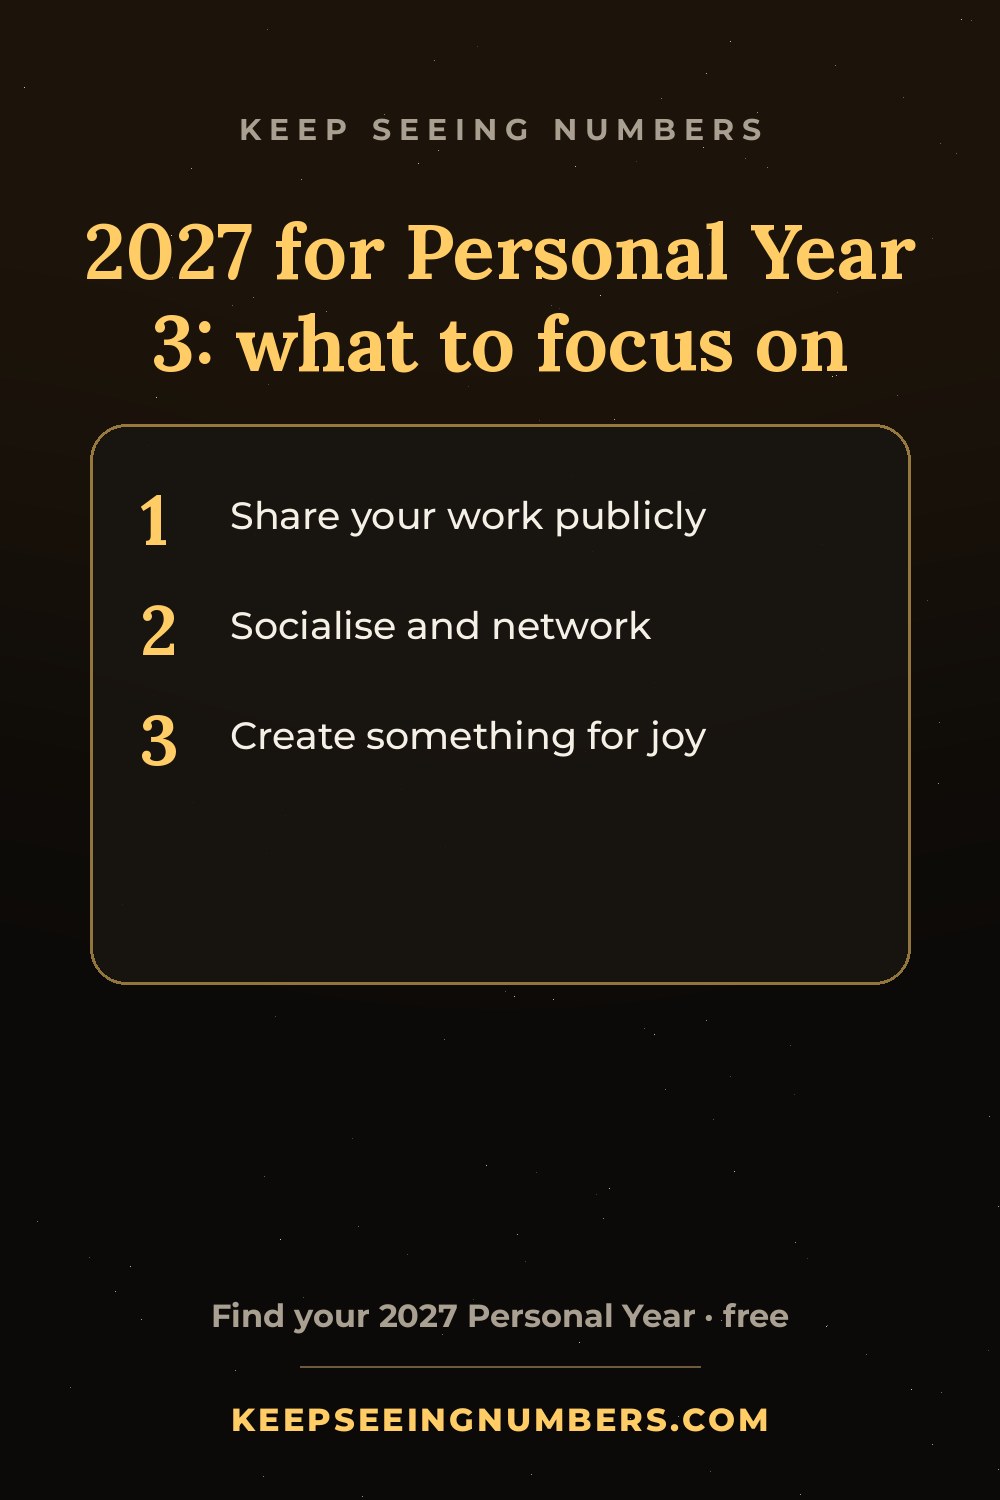 KEEP SEEING NUMBERS
2027 for Personal Year
3: what to focus on
1 Share your work publicly
2 Socialise and network
3 Create something for joy
Find your 2027 Personal Year · free
KEEPSEEINGNUMBERS.COM